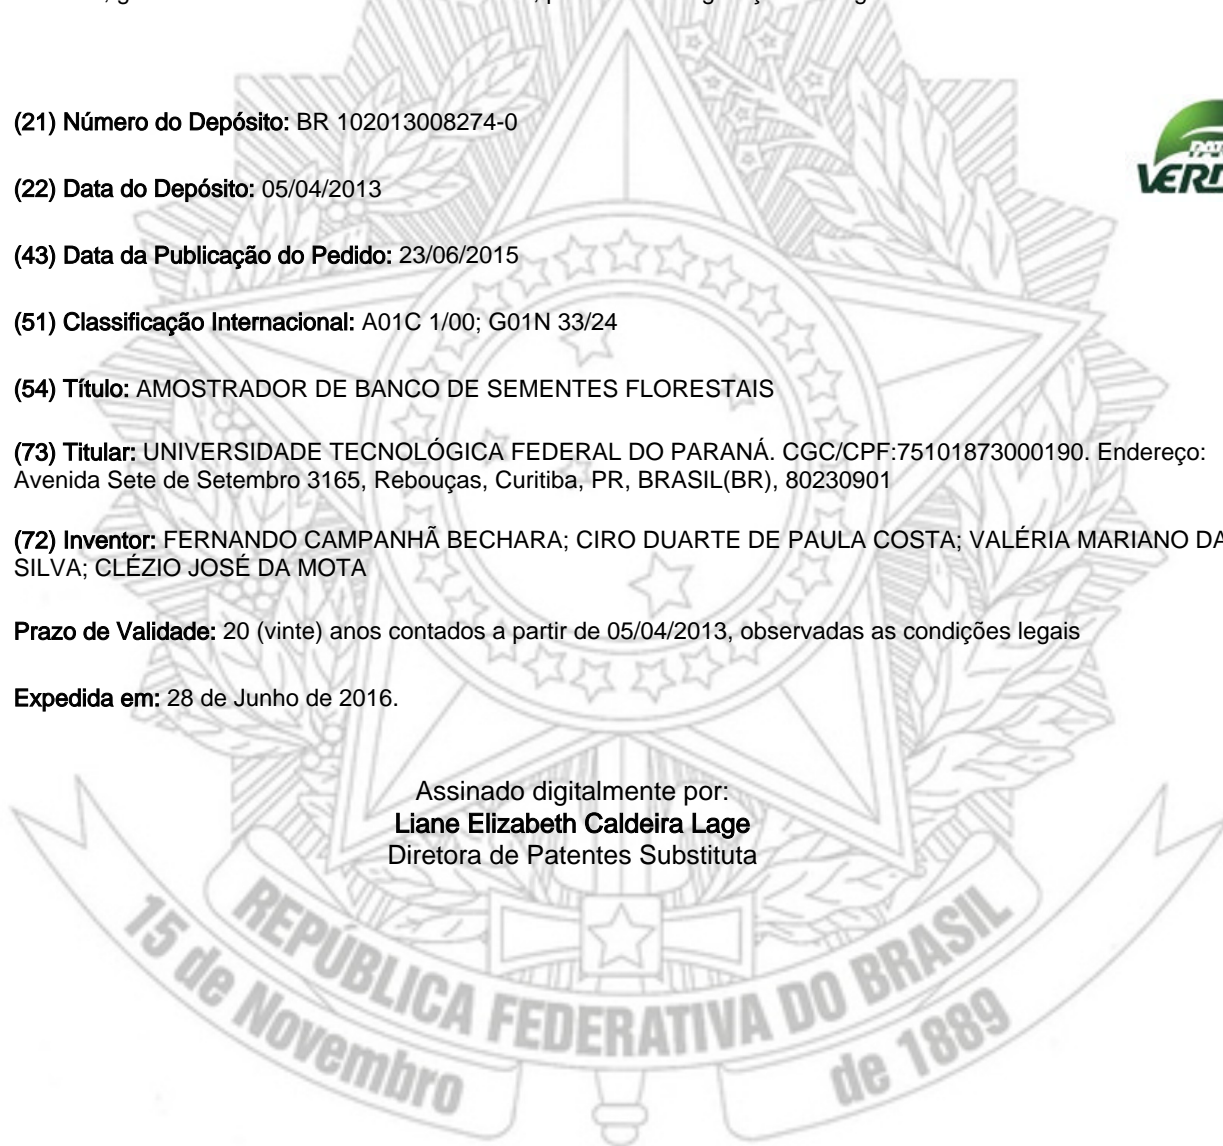 (21) Número do Depósito: BR 102013008274-0
(22) Data do Depósito: 05/04/2013
(43) Data da Publicação do Pedido: 23/06/2015
(51) Classificação Internacional: A01C 1/00; G01N 33/24
(54) Título: AMOSTRADOR DE BANCO DE SEMENTES FLORESTAIS
(73) Titular: UNIVERSIDADE TECNOLÓGICA FEDERAL DO PARANÁ. CGC/CPF:75101873000190. Endereço:
Avenida Sete de Setembro 3165, Rebouças, Curitiba, PR, BRASIL(BR), 80230901
(72) Inventor: FERNANDO CAMPANHÃ BECHARA; CIRO DUARTE DE PAULA COSTA; VALÉRIA MARIANO DA
SILVA; CLÉZIO JOSÉ DA MOTA
Prazo de Validade: 20 (vinte) anos contados a partir de 05/04/2013, observadas as condições legais
Expedida em: 28 de Junho de 2016.
Assinado digitalmente por:
Liane Elizabeth Caldeira Lage
Diretora de Patentes Substituta
REPÚBLICA FEDERATIVA DO BRASIL
15 de Novembro
de 1889